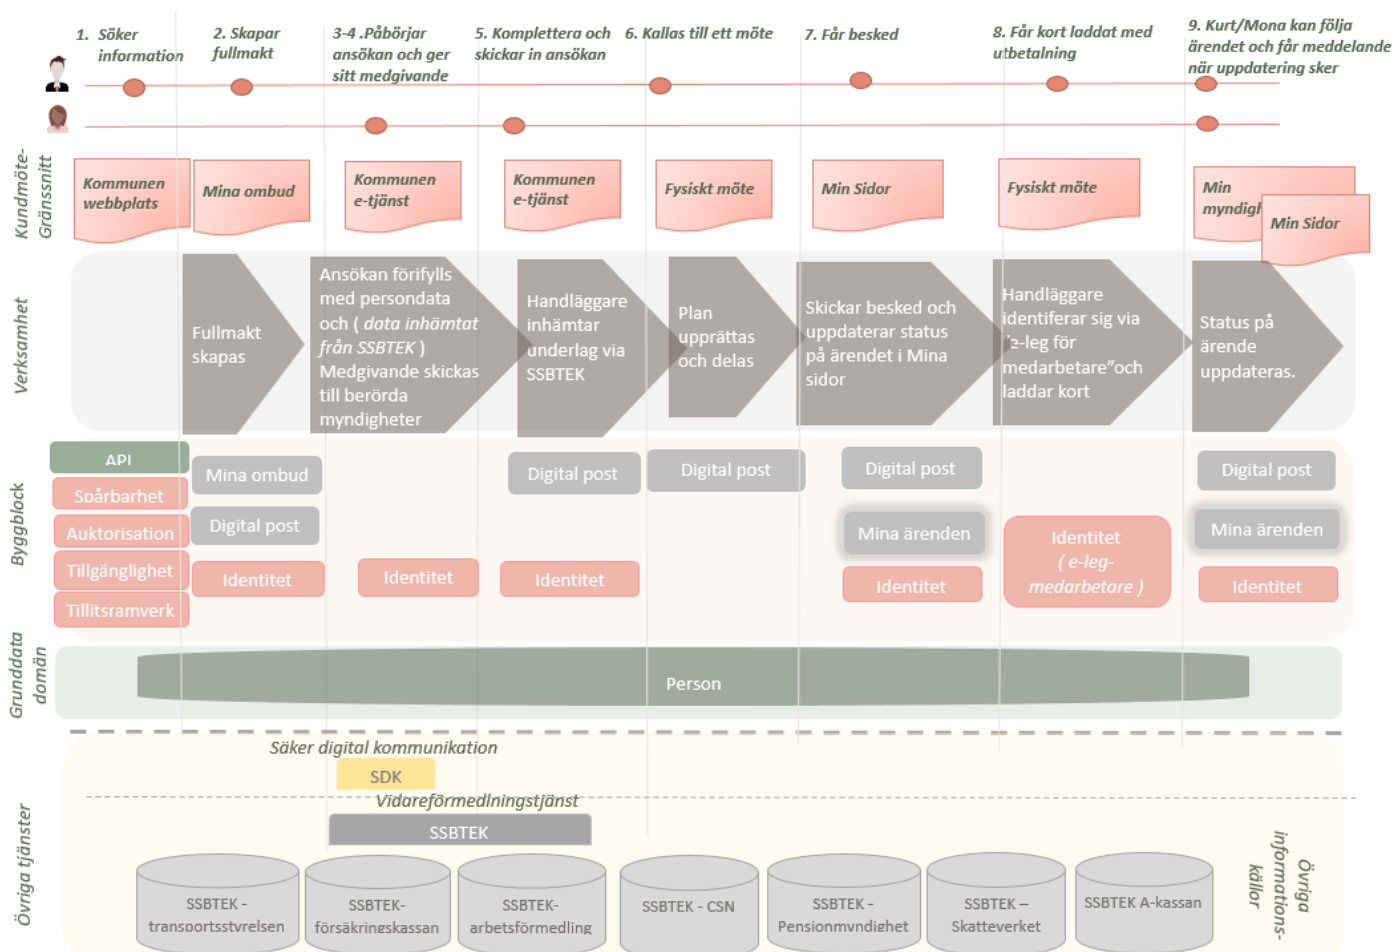 1. Söker
information
2. Skapar
fullmakt
3-4 .Påbörjar
ansökan och ger
sitt medgivande
5. Komplettera och
skickar in ansökan
6. Kallas till ett möte
7. Får besked
8. Får kort laddat med
utbetalning
9. Kurt/Mona kan följa
ärendet och får meddelande
när uppdatering sker
Kundmöte-
Gränssnitt
Kommunen
webbplats
Mina ombud
Kommunen
e-tjänst
Kommunen
e-tjänst
Fysiskt möte
Min Sidor
Fysiskt möte
Min
myndigh
Min Sidor
Verksamhet
Fullmakt
skapas
Ansökan förifylls
med persondata
och ( data inhämtat
från SSBTEK )
Medgivande skickas
till berörda
myndigheter
Handläggare
inhämtar
underlag via
SSBTEK
Plan
upprättas
och delas
Skickar besked och
uppdaterar status
på ärendet i Mina
sidor
Handläggare
identiferar sig via
”e-leg för
medarbetare”och
laddar kort
Status på
ärende
uppdateras.
Byggblock
API
Spårbarhet
Auktorisation
Tillgänglighet
Tillitsramverk
Mina ombud
Digital post
Identitet
Identitet
Digital post
Identitet
Digital post
Digital post
Mina ärenden
Identitet
Identitet
( e-leg-
medarbetare )
Digital post
Mina ärenden
Identitet
Grunddata
domän
Person
Övriga tjänster
Säker digital kommunikation
SDK
Vidareförmedlningstjänst
SSBTEK
SSBTEK -
transportsstyrelsen
SSBTEK-
försäkringskassan
SSBTEK-
arbetsförmedling
SSBTEK - CSN
SSBTEK -
Pensionmyndighet
SSBTEK –
Skatteverket
SSBTEK A-kassan
Övriga
informations-
källor